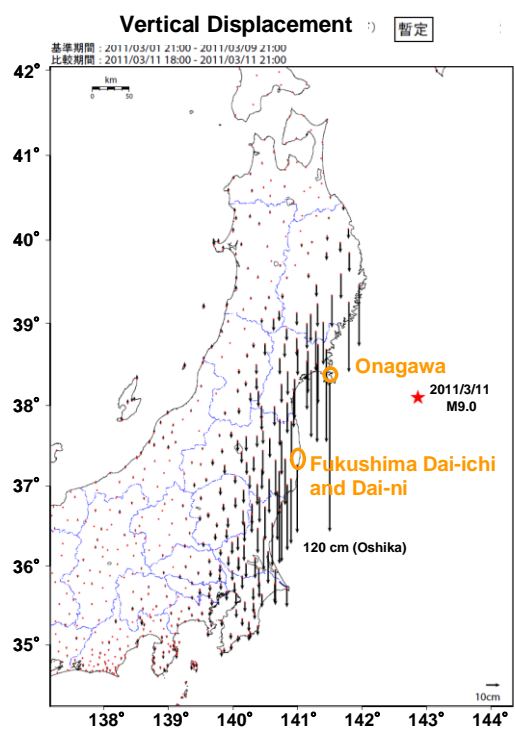 Vertical Displacement
暫定
基準期間 : 2011/03/01 21:00 - 2011/03/09 21:00
比較期間 : 2011/03/11 18:00 - 2011/03/11 21:00
km
0 50
42°
41°
40°
39°
38°
37°
36°
35°
Onagawa
2011/3/11
M9.0
Fukushima Dai-ichi
and Dai-ni
120 cm (Oshika)
10cm
138° 139° 140° 141° 142° 143° 144°